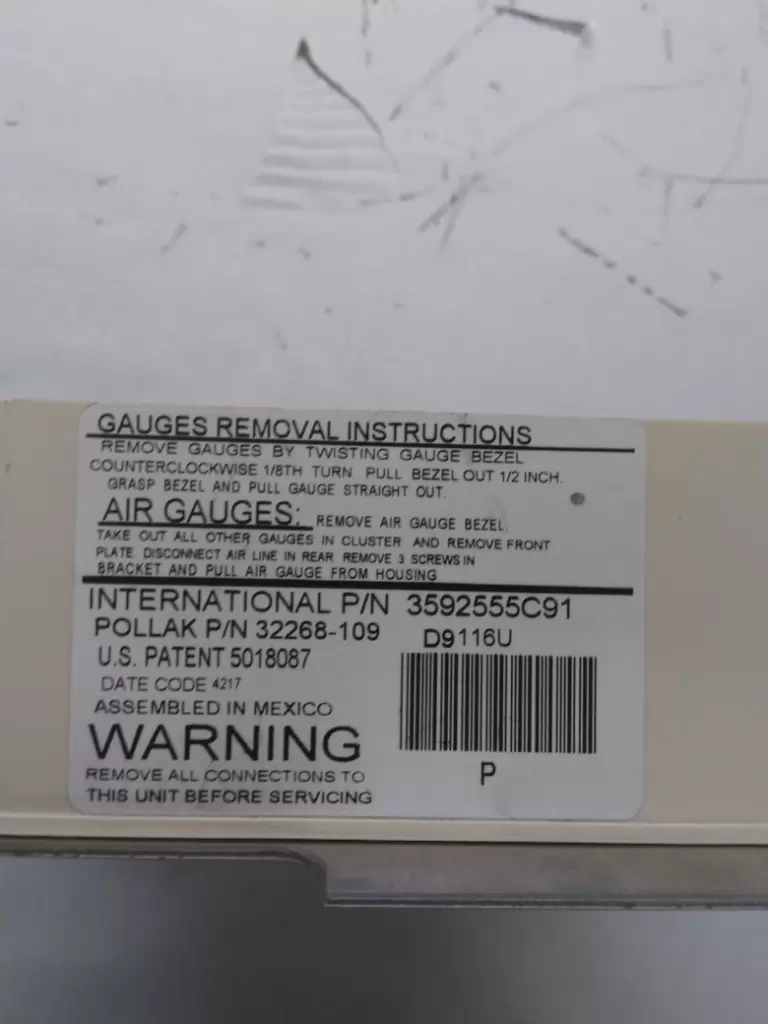 GAUGES REMOVAL INSTRUCTIONS
REMOVE GAUGES BY TWISTING GAUGE BEZEL
COUNTERCLOCKWISE 1/8TH TURN PULL BEZEL OUT 1/2 INCH.
GRASP BEZEL AND PULL GAUGE STRAIGHT OUT.
AIR GAUGES: REMOVE AIR GAUGE BEZEL,
TAKE OUT ALL OTHER GAUGES IN CLUSTER AND REMOVE FRONT
PLATE. DISCONNECT AIR LINE IN REAR REMOVE 3 SCREWS IN
BRACKET AND PULL AIR GAUGE FROM HOUSING
INTERNATIONAL P/N 3592555C91
POLLAK P/N 32268-109 D9116U
U.S. PATENT 5018087
DATE CODE 4217
ASSEMBLED IN MEXICO
WARNING
REMOVE ALL CONNECTIONS TO
THIS UNIT BEFORE SERVICING
P